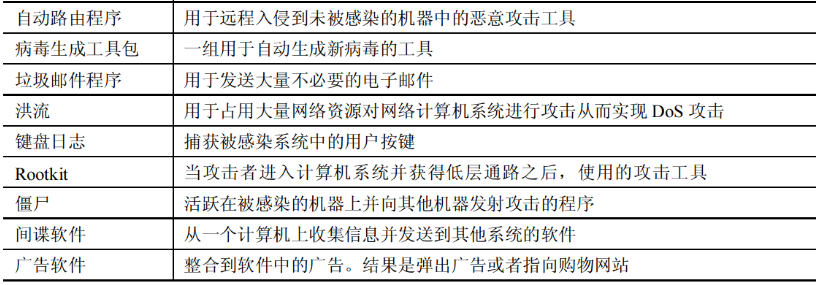 自动路由程序 用于远程入侵到未被感染的机器中的恶意攻击工具
病毒生成工具包 一组用于自动生成新病毒的工具
垃圾邮件程序 用于发送大量不必要的电子邮件
洪流 用于占用大量网络资源对网络计算机系统进行攻击从而实现 DoS 攻击
键盘日志 捕获被感染系统中的用户按键
Rootkit 当攻击者进入计算机系统并获得低层通路之后，使用的攻击工具
僵尸 活跃在被感染的机器上并向其他机器发射攻击的程序
间谍软件 从一个计算机上收集信息并发送到其他系统的软件
广告软件 整合到软件中的广告。结果是弹出广告或者指向购物网站